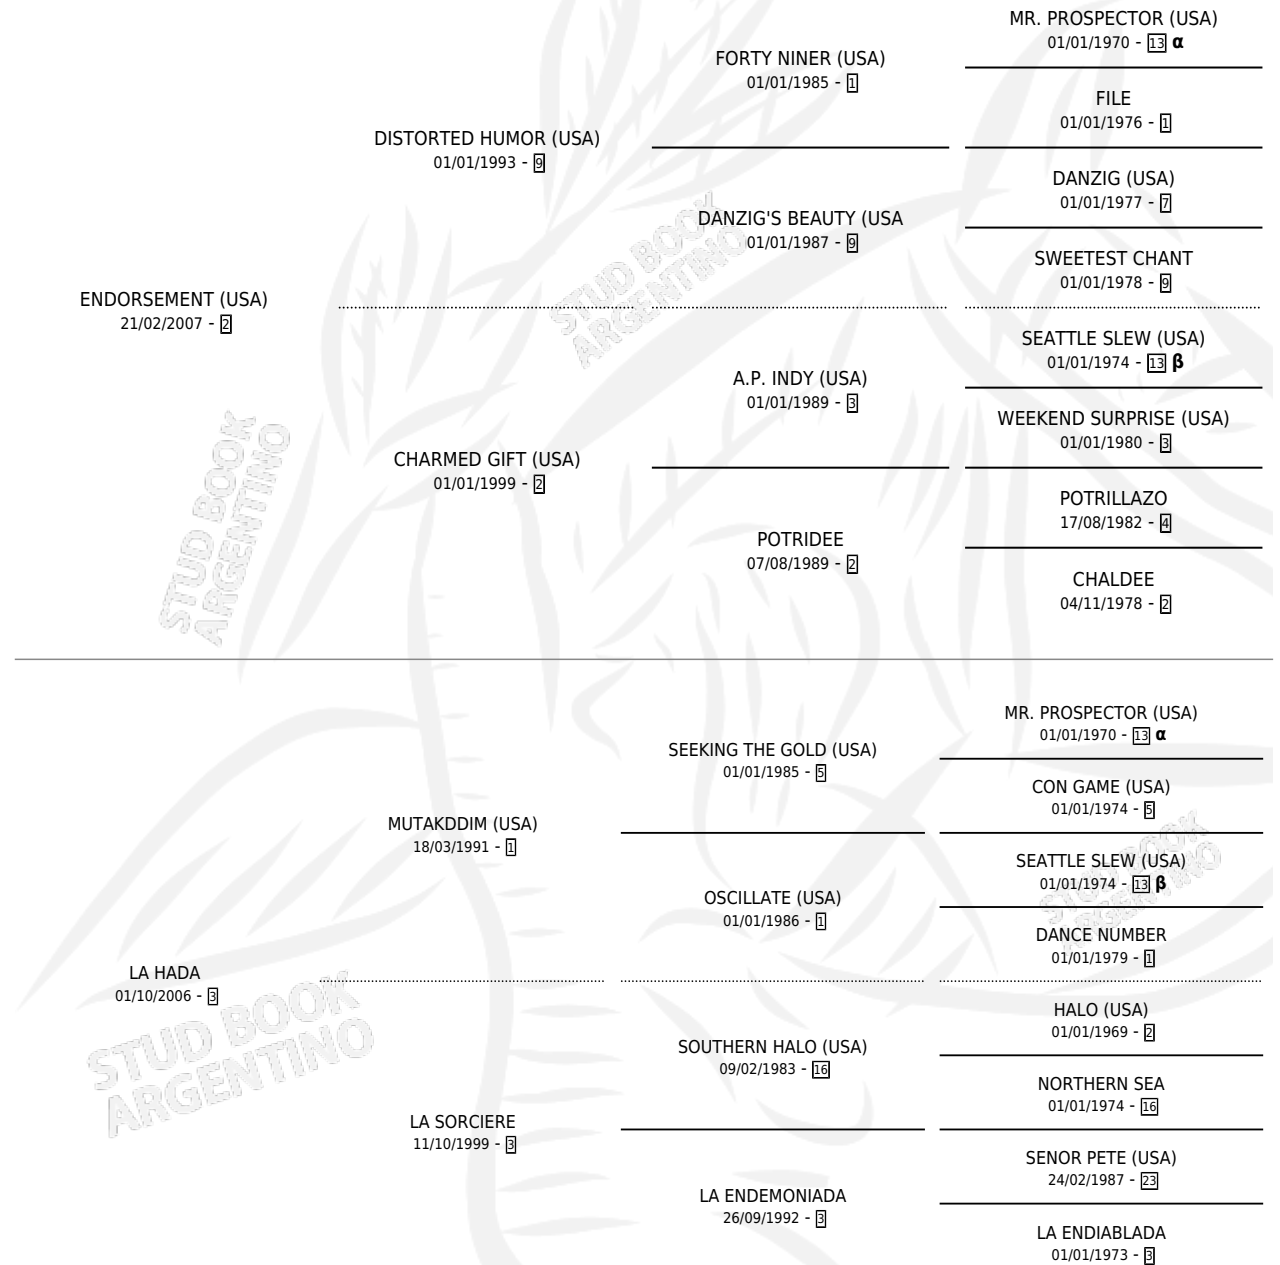 MR. PROSPECTOR (USA)
01/01/1970 - 13 α
FORTY NINER (USA)
01/01/1985 - 1
FILE
01/01/1976 - 1
DISTORTED HUMOR (USA)
01/01/1993 - 9
DANZIG (USA)
01/01/1977 - 7
DANZIG'S BEAUTY (USA
01/01/1987 - 9
SWEETEST CHANT
01/01/1978 - 9
ENDORSEMENT (USA)
21/02/2007 - 2
SEATTLE SLEW (USA)
01/01/1974 - 13 β
A.P. INDY (USA)
01/01/1989 - 3
WEEKEND SURPRISE (USA)
01/01/1980 - 3
CHARMED GIFT (USA)
01/01/1999 - 2
POTRILLAZO
17/08/1982 - 4
POTRIDEE
07/08/1989 - 2
CHALDEE
04/11/1978 - 2
MR. PROSPECTOR (USA)
01/01/1970 - 13 α
SEEKING THE GOLD (USA)
01/01/1985 - 5
CON GAME (USA)
01/01/1974 - 5
MUTAKDDIM (USA)
18/03/1991 - 1
SEATTLE SLEW (USA)
01/01/1974 - 13 β
OSCILLATE (USA)
01/01/1986 - 1
DANCE NUMBER
01/01/1979 - 1
LA HADA
01/10/2006 - 3
HALO (USA)
01/01/1969 - 2
SOUTHERN HALO (USA)
09/02/1983 - 16
NORTHERN SEA
01/01/1974 - 16
LA SORCIERE
11/10/1999 - 3
SENOR PETE (USA)
24/02/1987 - 23
LA ENDEMONIADA
26/09/1992 - 3
LA ENDIABLADA
01/01/1973 - 3
STUD BOOK
ARGENTINO
STUD BOOK
ARGENTINO
STUD BOOK
ARGENTINO
STUD BOOK
ARGENTINO